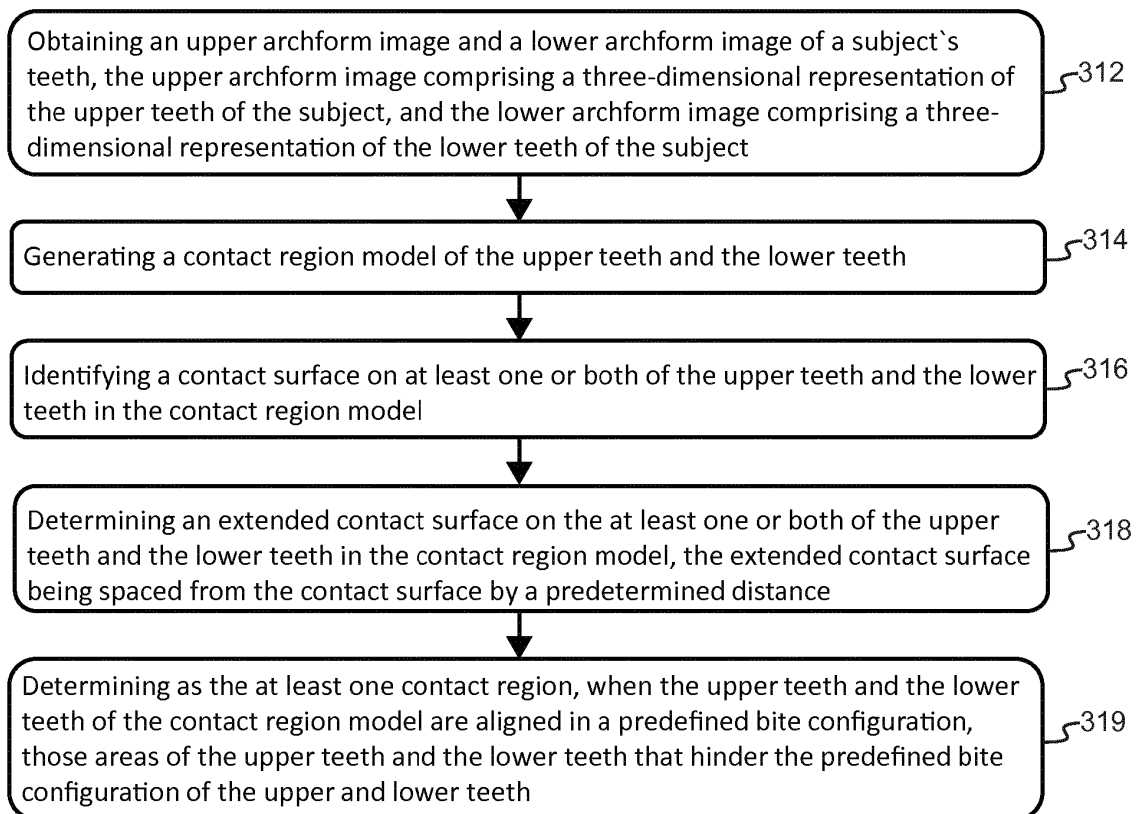 Obtaining an upper archform image and a lower archform image of a subject`s
teeth, the upper archform image comprising a three-dimensional representation of
the upper teeth of the subject, and the lower archform image comprising a three-
dimensional representation of the lower teeth of the subject
312
Generating a contact region model of the upper teeth and the lower teeth
314
Identifying a contact surface on at least one or both of the upper teeth and the lower
teeth in the contact region model
316
Determining an extended contact surface on the at least one or both of the upper
teeth and the lower teeth in the contact region model, the extended contact surface
being spaced from the contact surface by a predetermined distance
318
Determining as the at least one contact region, when the upper teeth and the lower
teeth of the contact region model are aligned in a predefined bite configuration,
those areas of the upper teeth and the lower teeth that hinder the predefined bite
configuration of the upper and lower teeth
319